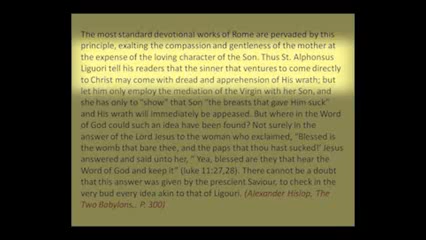 The most standard devotional works of Rome are pervaded by this
principle, exalting the compassion and gentleness of the mother at
the expense of the loving character of the Son. Thus St. Alphonsus
Liguori tell his readers that the sinner that ventures to come directly
to Christ may come with dread and apprehension of His wrath; but
let him only employ the mediation of the Virgin with her Son, and
she has only to “show” that Son “the breasts that gave Him suck”
and His wrath will immediately be appeased. But where in the Word
of God could such an idea have been found? Not surely in the
answer of the Lord Jesus to the woman who exclaimed, “Blessed is
the womb that bare thee, and the paps that thou hast sucked!’ Jesus
answered and said unto her, “ Yea, blessed are they that hear the
Word of God and keep it” (luke 11:27,28). There cannot be a doubt
that this answer was given by the prescient Saviour, to check in the
very bud every idea akin to that of Ligouri. (Alexander Hislop, The
Two Babylons,. P. 300)